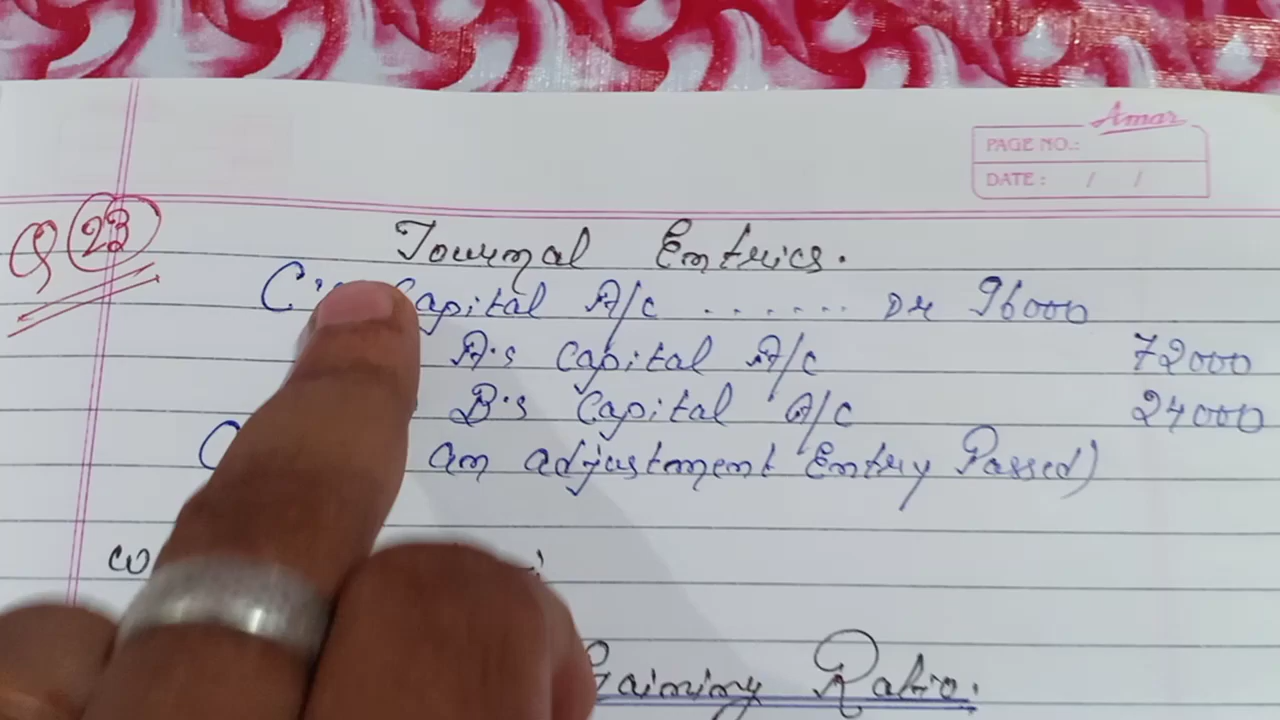 Amar
PAGE NO.:
DATE : / /
Q 23
Journal Entries.
C's Capital A/c ....... Dr 96000
A's Capital A/c 72000
B's Capital A/c 24000
an adjustment Entry Passed)
Gaining Ratio.